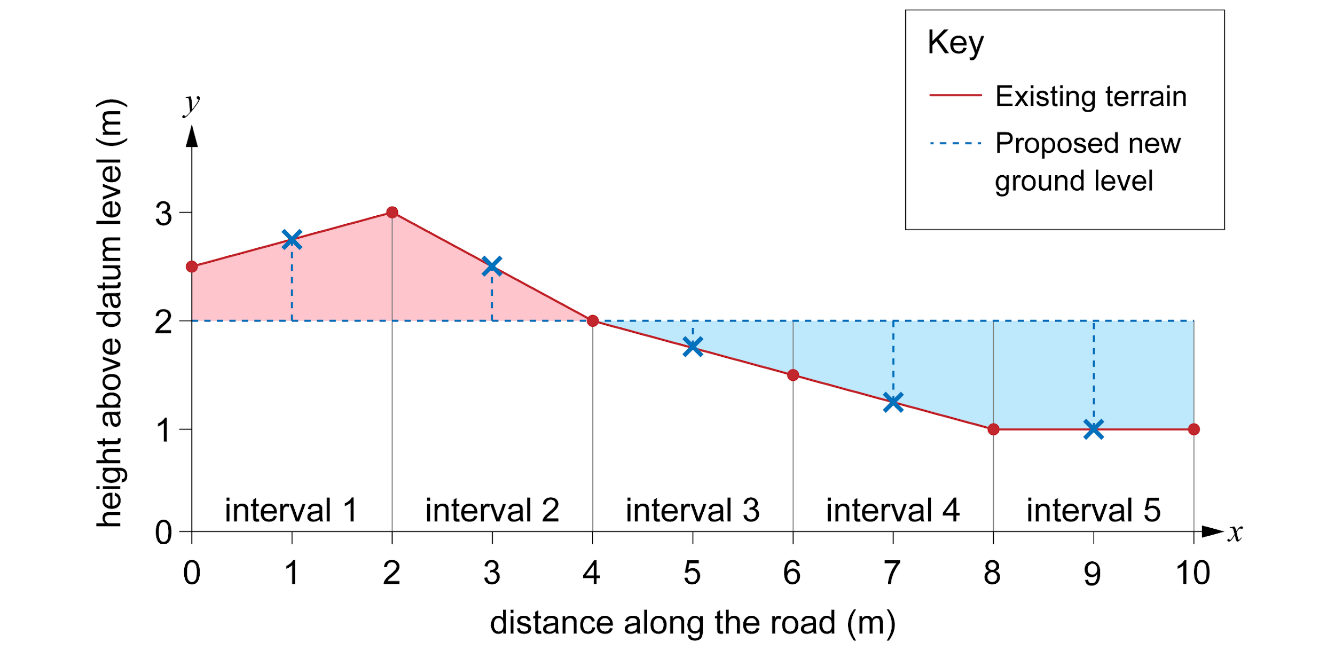 Key
Existing terrain
Proposed new
ground level
y
height above datum level (m)
3
2
1
0
interval 1 interval 2 interval 3 interval 4 interval 5
x
0 1 2 3 4 5 6 7 8 9 10
distance along the road (m)